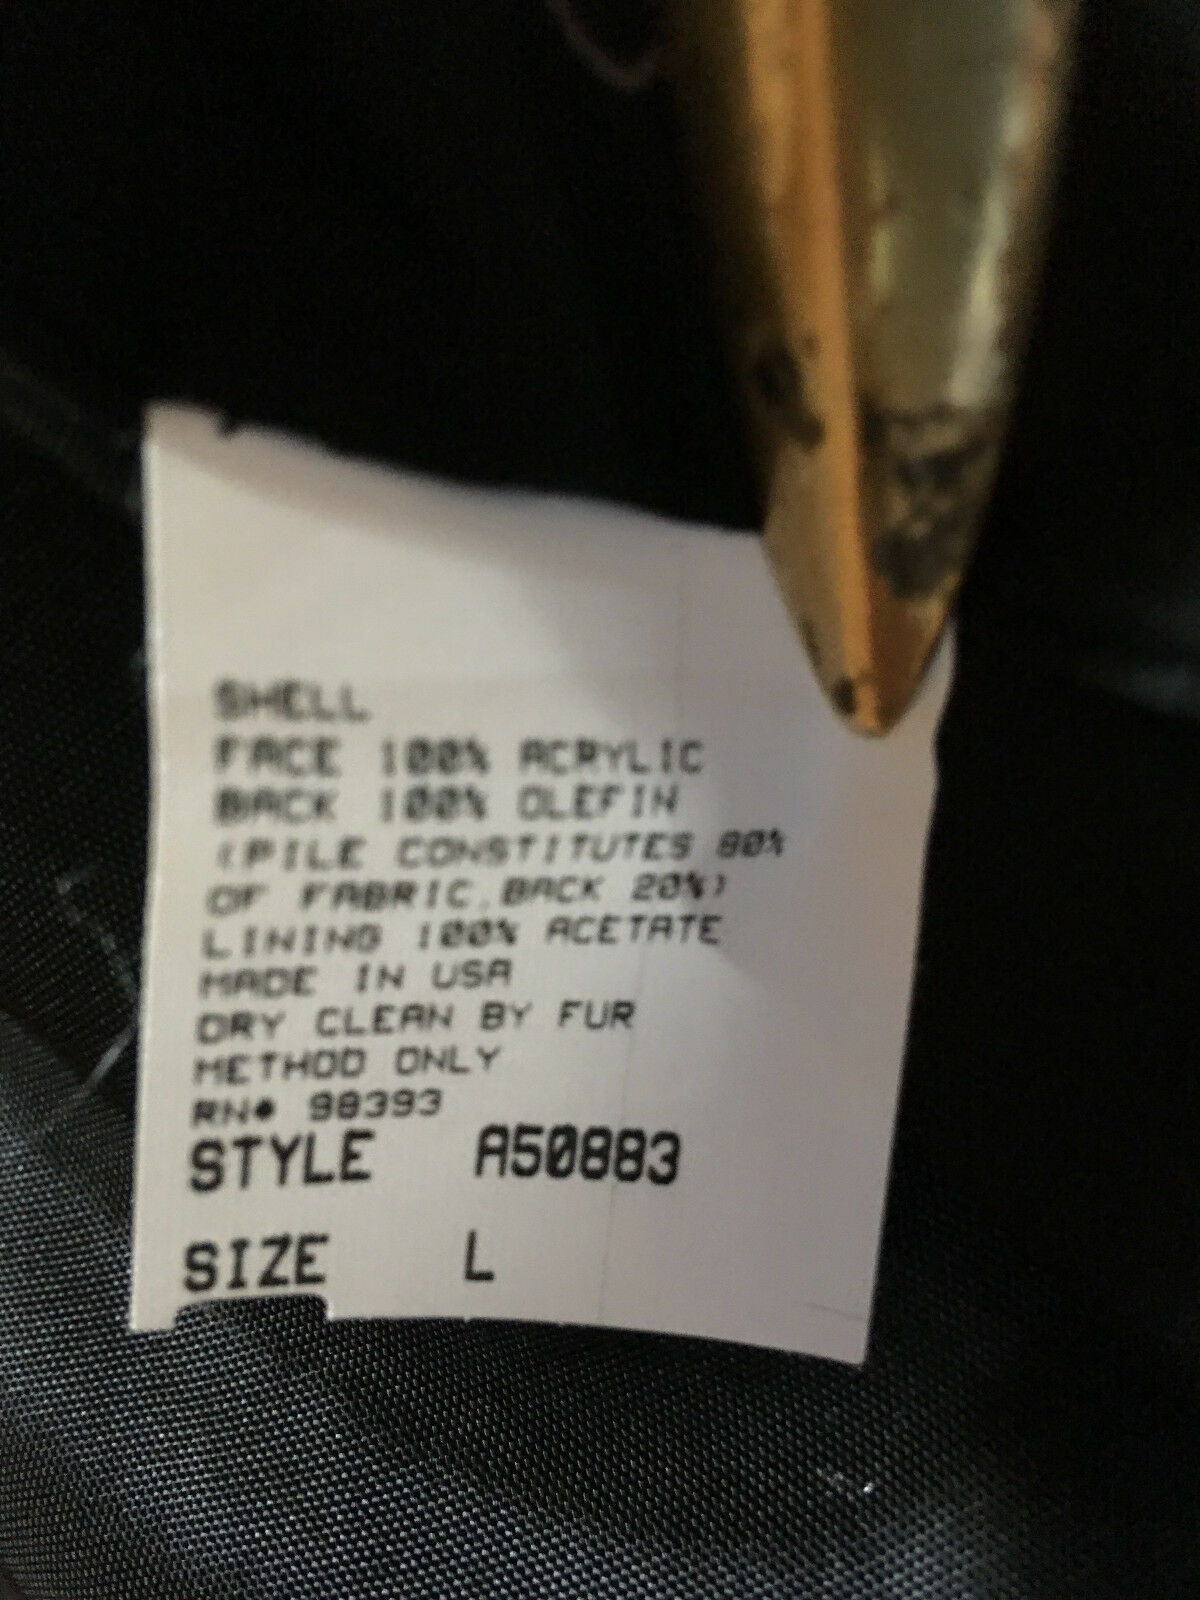 SHELL
FACE 100% ACRYLIC
BACK 100% OLEFIN
(PILE CONSTITUTES 80%
OF FABRIC, BACK 20%)
LINING 100% ACETATE
MADE IN USA
DRY CLEAN BY FUR
METHOD ONLY
RN# 98393
STYLE A50883
SIZE L